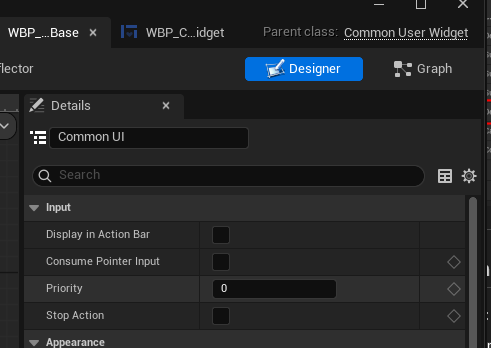 WBP_...Base
WBP_C...idget
Parent class: Common User Widget
flector
Designer
Graph
Details
Common UI
Search
Input
Display in Action Bar
Consume Pointer Input
Priority
0
Stop Action
Appearance